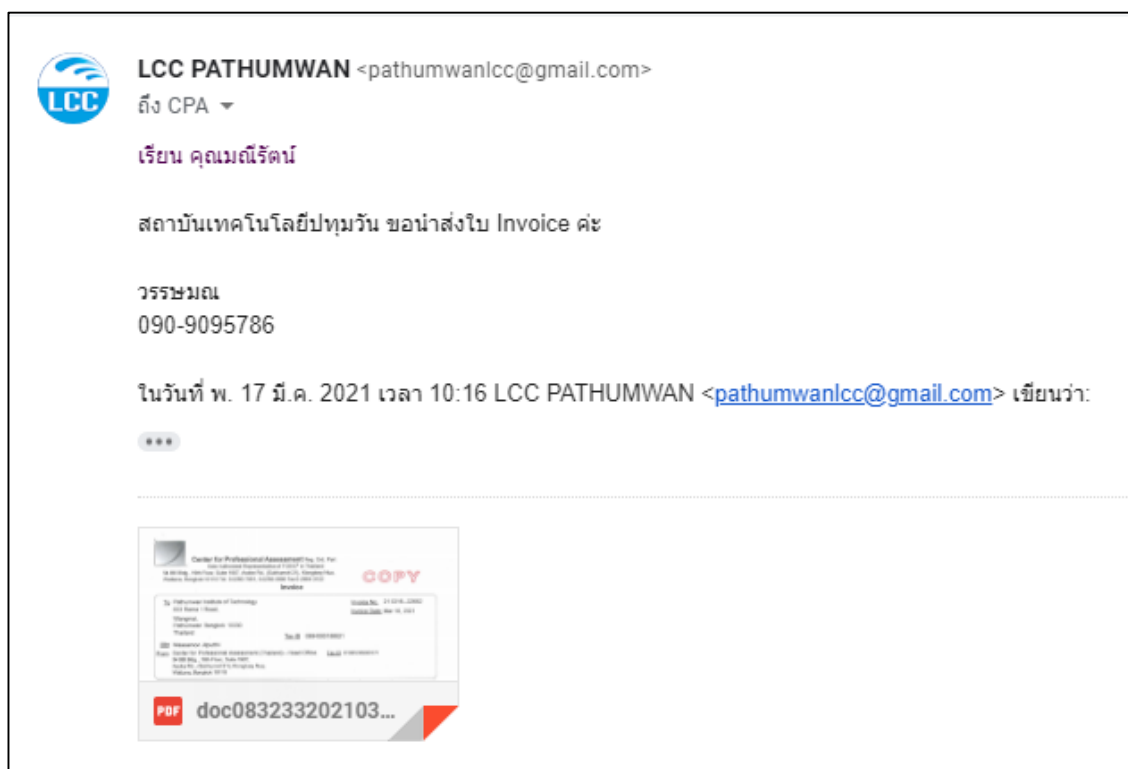 LCC
LCC PATHUMWAN <pathumwanlcc@gmail.com>
ถึง CPA
เรียน คุณมณีรัตน์
สถาบันเทคโนโลยีปทุมวัน ขอนำส่งใบ Invoice ค่ะ
วรรษมณ
090-9095786
ในวันที่ พ. 17 มี.ค. 2021 เวลา 10:16 LCC PATHUMWAN <pathumwanlcc@gmail.com> เขียนว่า:
Center for Professional Assessment
COPY
Invoice
To Pathumwan Institute of Technology
Thailand
PDF doc083233202103...